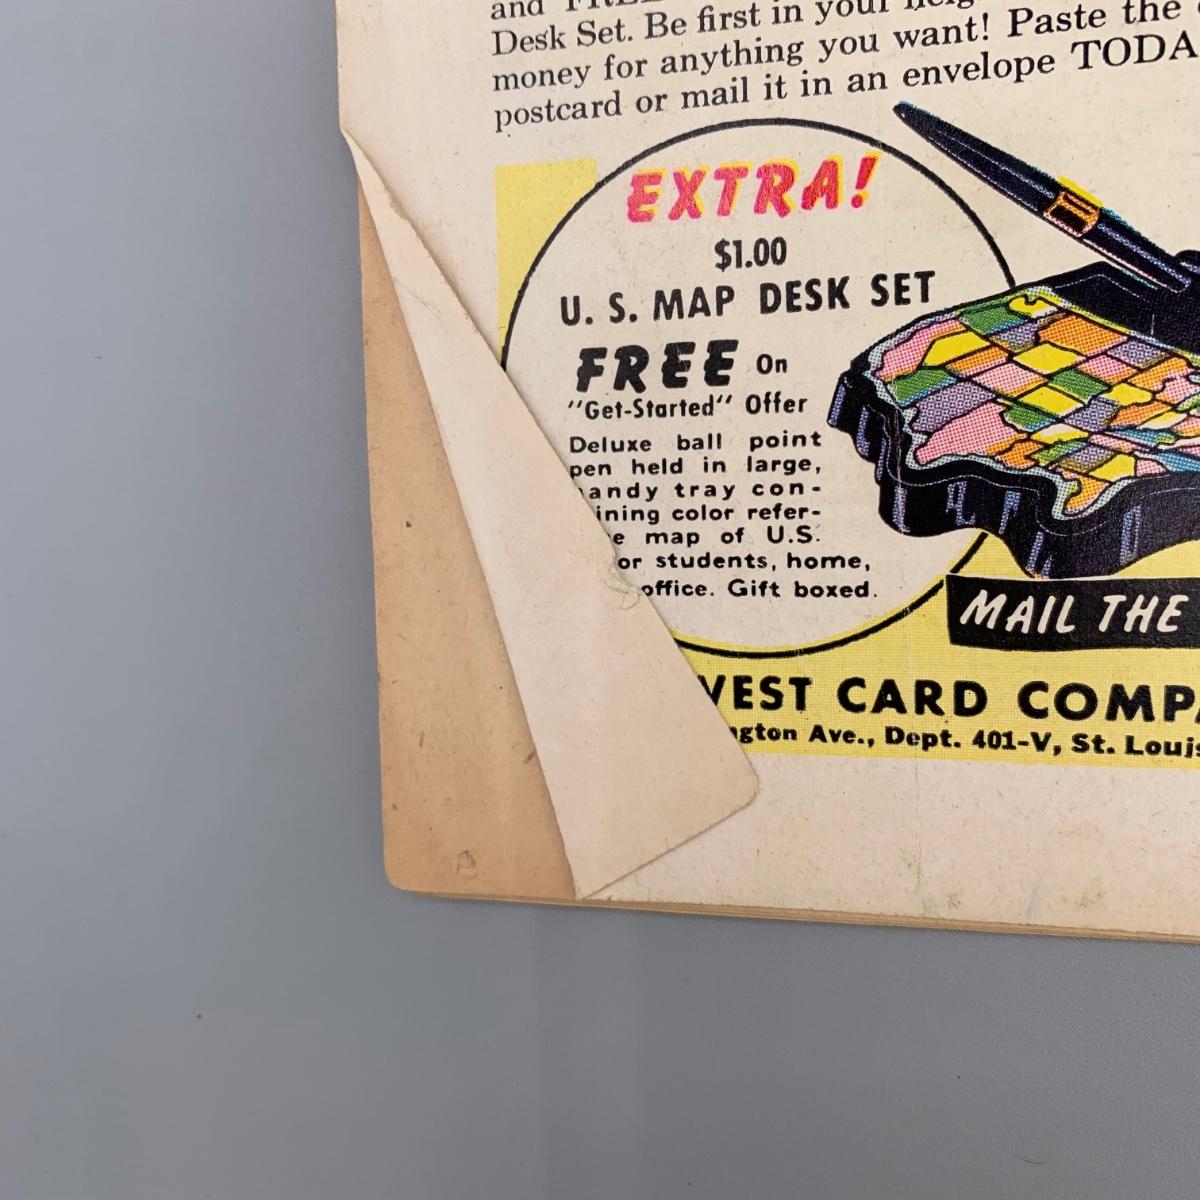 and FREE
Desk Set. Be first in your
money for anything you want! Paste the
postcard or mail it in an envelope TODA
EXTRA!
$1.00
U. S. MAP DESK SET
FREE On
"Get-Started" Offer
Deluxe ball point
pen held in large,
andy tray con-
ining color refer-
e map of U.S.
or students, home,
office. Gift boxed.
MAIL THE
VEST CARD COMPA
ngton Ave., Dept. 401-V, St. Louis